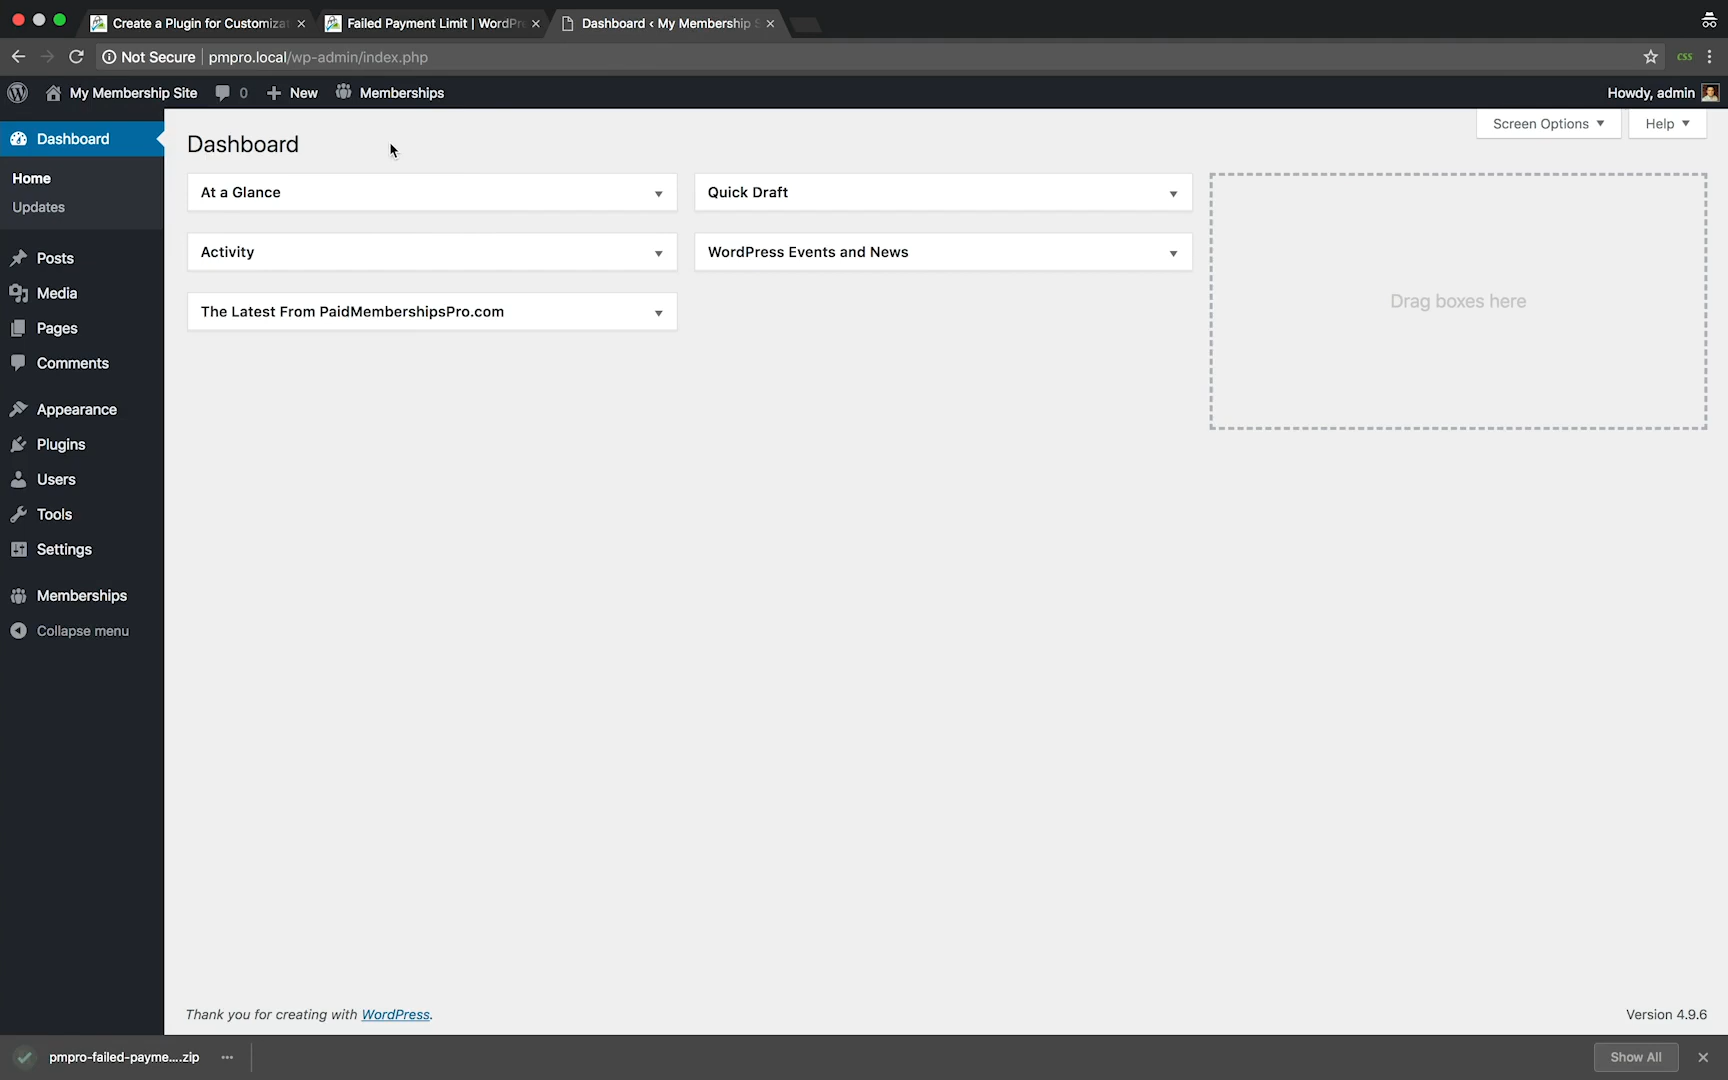 Create a Plugin for Customizat
Failed Payment Limit | WordPre
Dashboard ‹ My Membership S
Not Secure
pmpro.local/wp-admin/index.php
css
My Membership Site
0
New
Memberships
Howdy, admin
Dashboard
Home
Updates
Posts
Media
Pages
Comments
Appearance
Plugins
Users
Tools
Settings
Memberships
Collapse menu
Dashboard
Screen Options
Help
At a Glance
Quick Draft
Activity
WordPress Events and News
The Latest From PaidMembershipsPro.com
Drag boxes here
Thank you for creating with WordPress.
Version 4.9.6
pmpro-failed-payme....zip
Show All